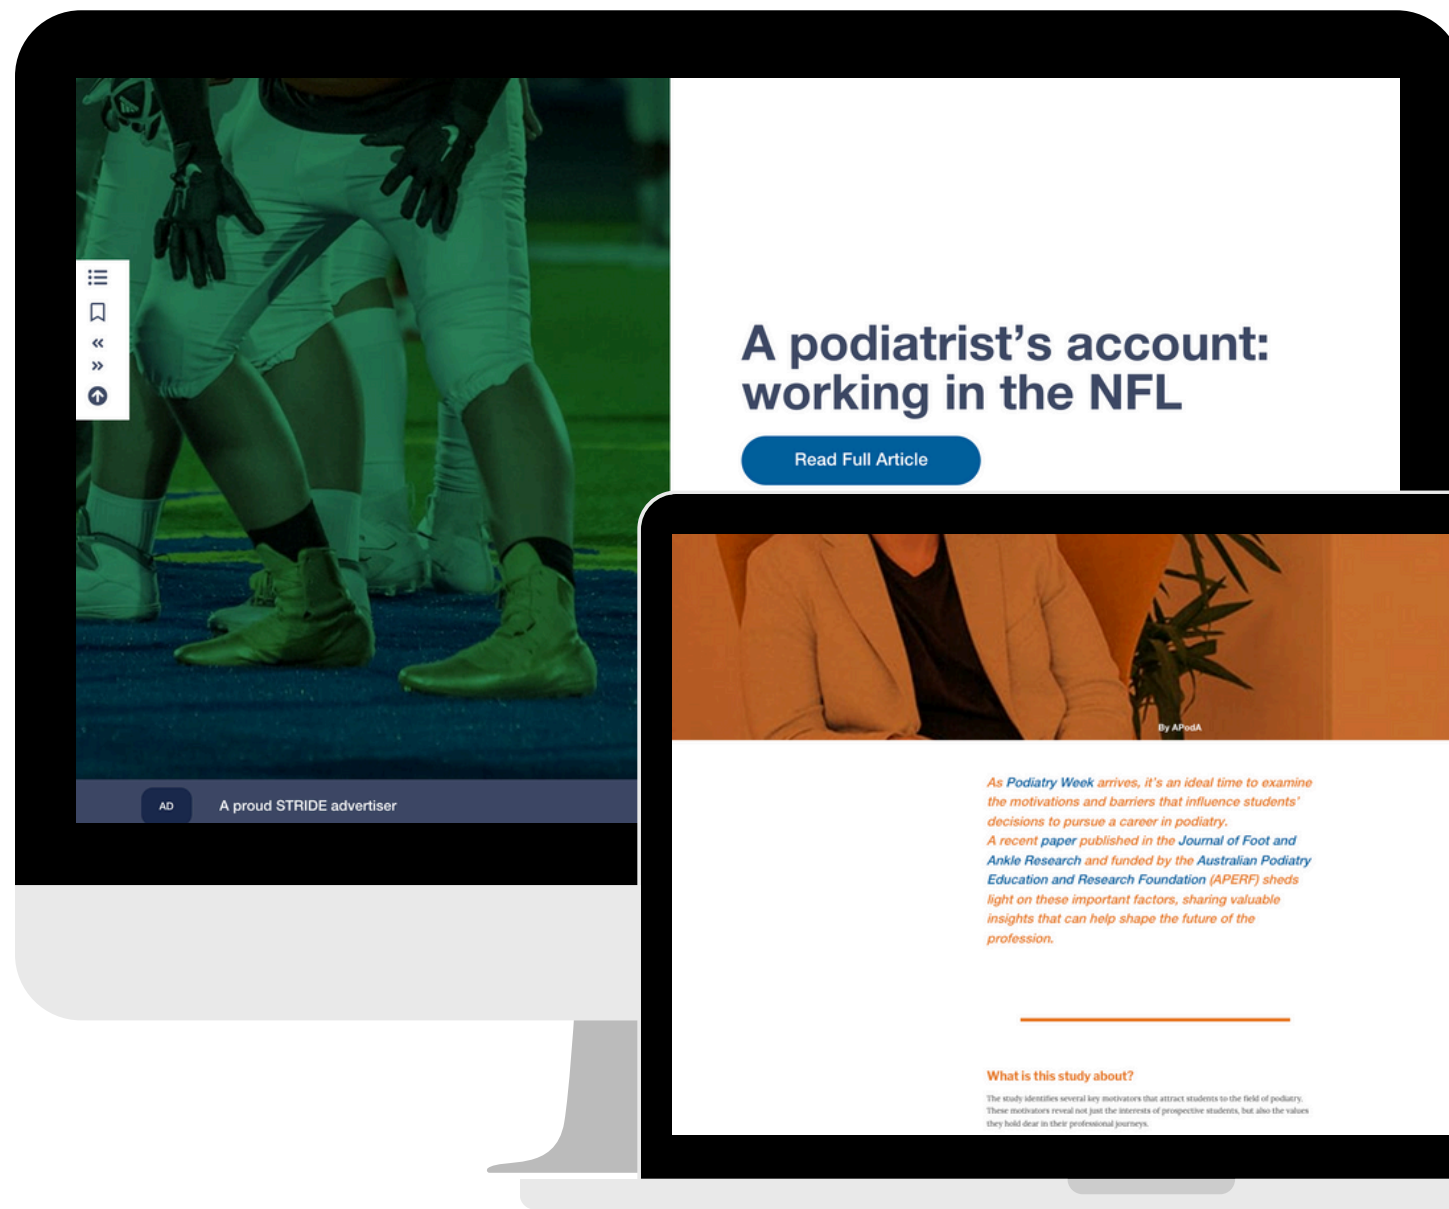 A podiatrist’s account:
working in the NFL
Read Full Article
AD
A proud STRIDE advertiser
By APodA
As Podiatry Week arrives, it’s an ideal time to examine
the motivations and barriers that influence students’
decisions to pursue a career in podiatry.
A recent paper published in the Journal of Foot and
Ankle Research and funded by the Australian Podiatry
Education and Research Foundation (APERF) sheds
light on these important factors, sharing valuable
insights that can help shape the future of the
profession.
What is this study about?
The study identifies several key motivators that attract students to the field of podiatry.
These motivators reveal not just the interests of prospective students, but also the values
they hold dear in their professional journeys.